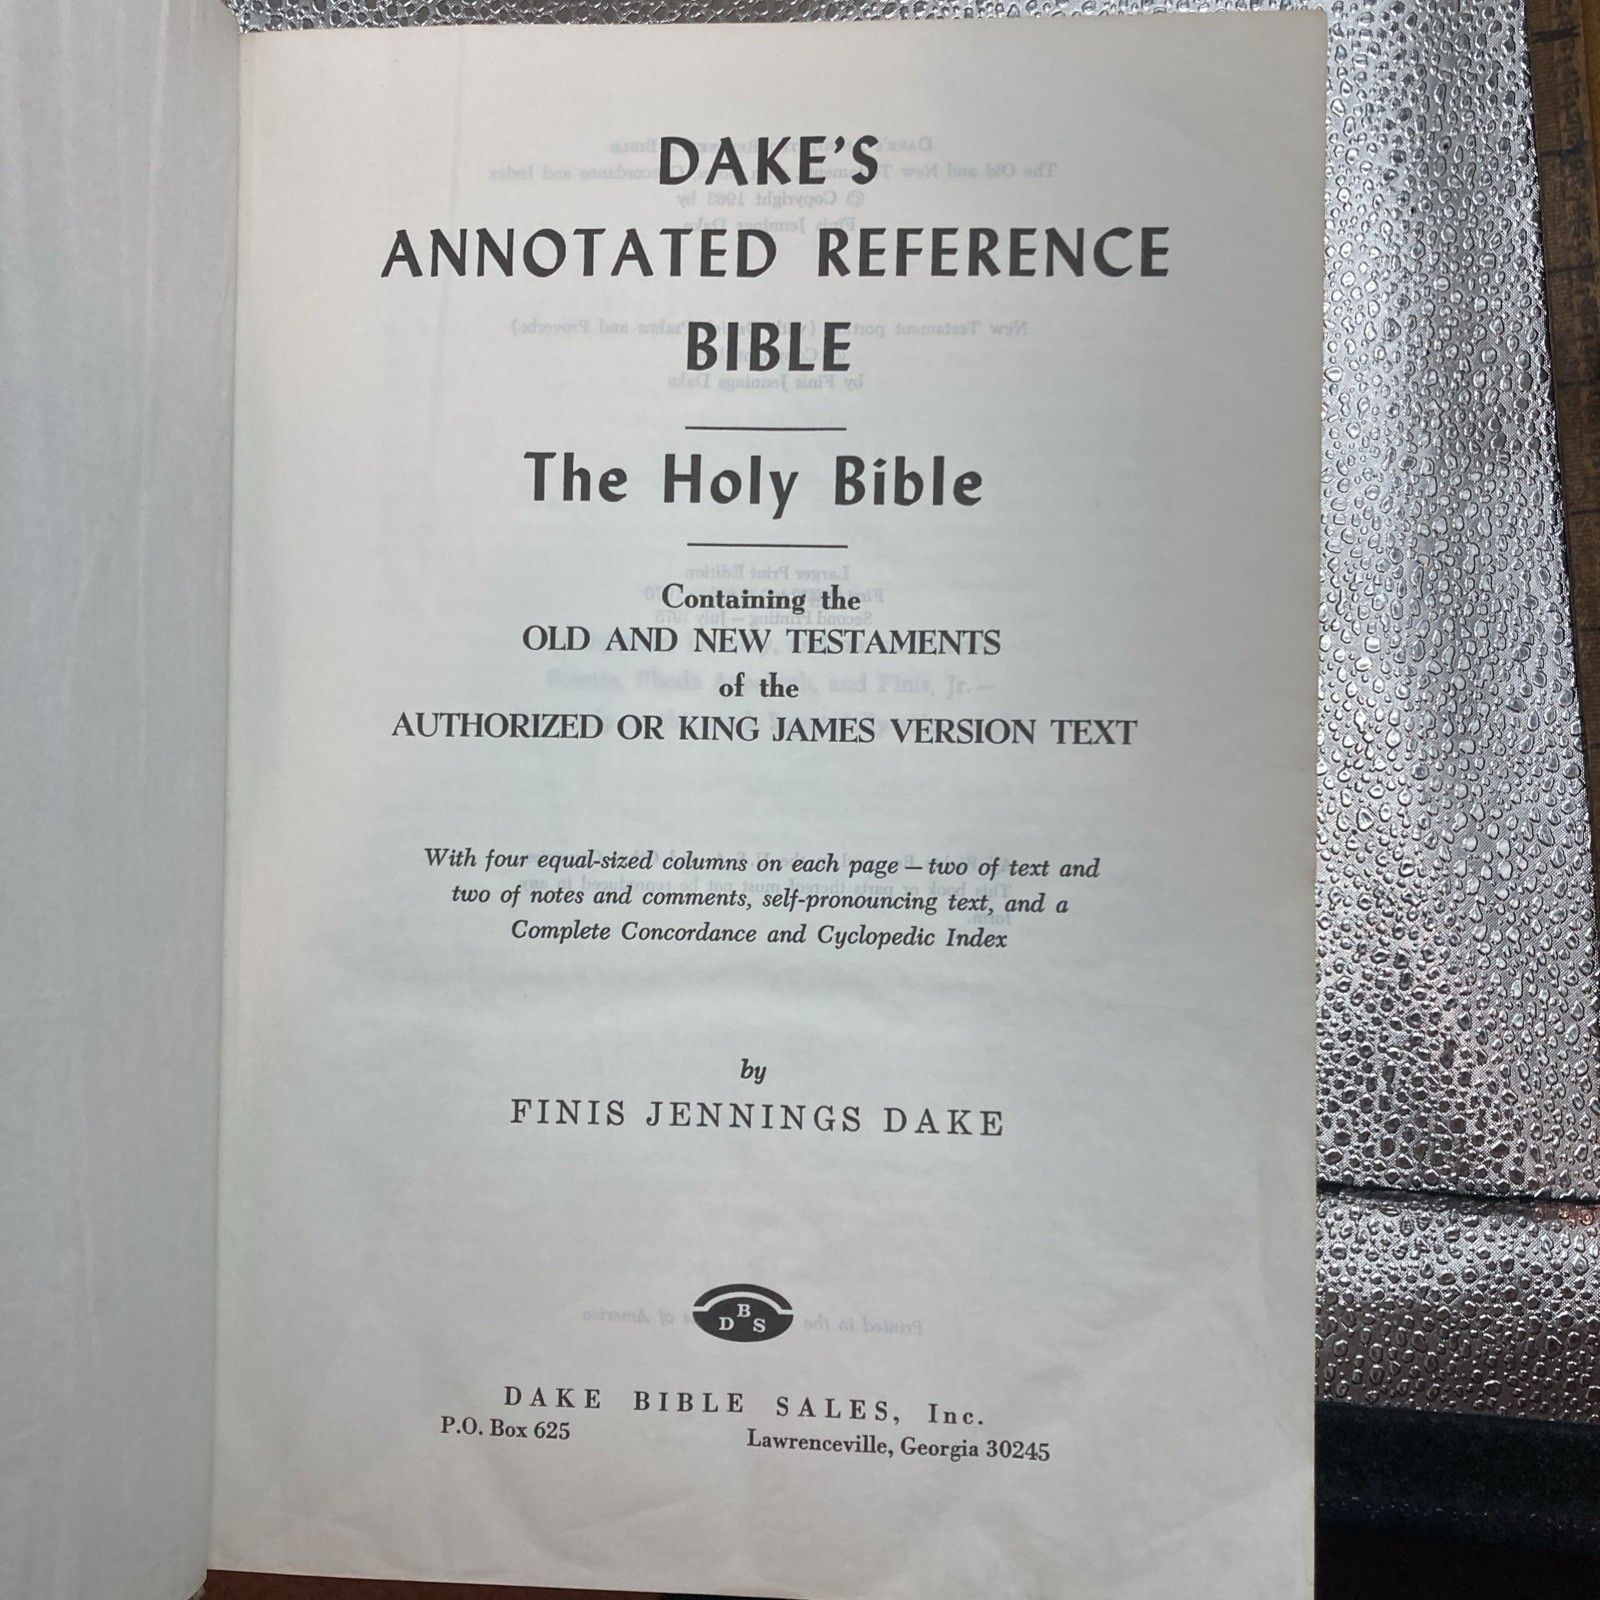 DAKE'S
ANNOTATED REFERENCE
BIBLE
The Holy Bible
Containing the
OLD AND NEW TESTAMENTS
of the
AUTHORIZED OR KING JAMES VERSION TEXT
With four equal-sized columns on each page – two of text and
two of notes and comments, self-pronouncing text, and a
Complete Concordance and Cyclopedic Index
by
FINIS JENNINGS DAKE
D B S
DAKE BIBLE SALES, Inc.
P.O. Box 625 Lawrenceville, Georgia 30245